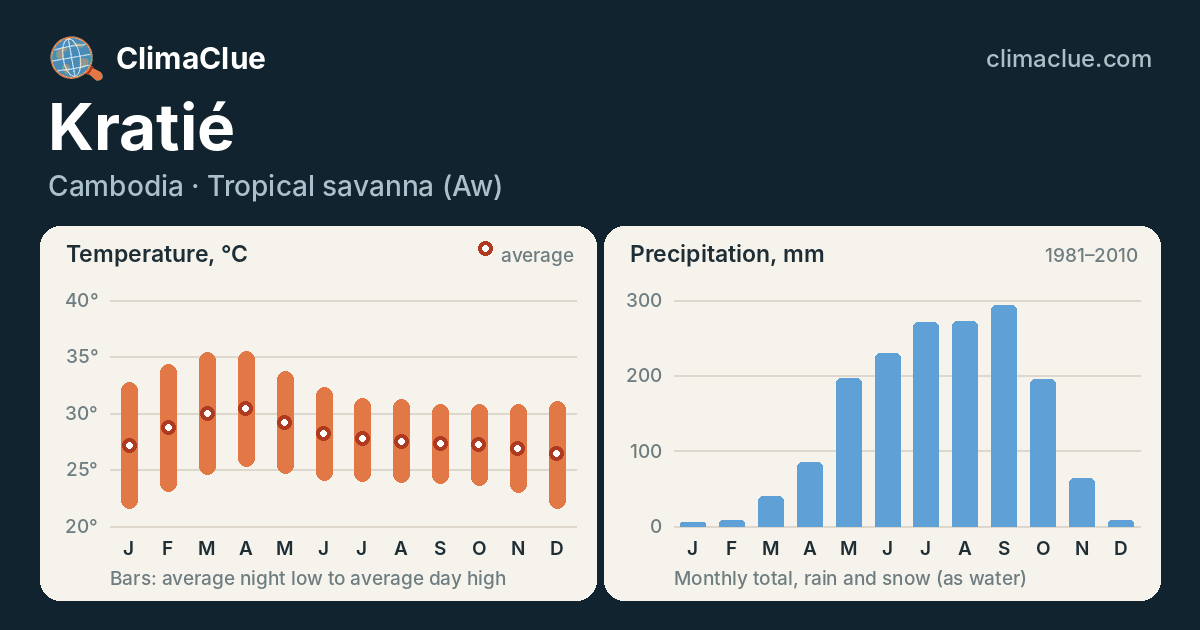 ClimaClue
climaclue.com
Kratié
Cambodia · Tropical savanna (Aw)
Temperature, °C
average
40°
35°
30°
25°
20°
J F M A M J J A S O N D
Bars: average night low to average day high
Precipitation, mm
1981–2010
300
200
100
0
J F M A M J J A S O N D
Monthly total, rain and snow (as water)